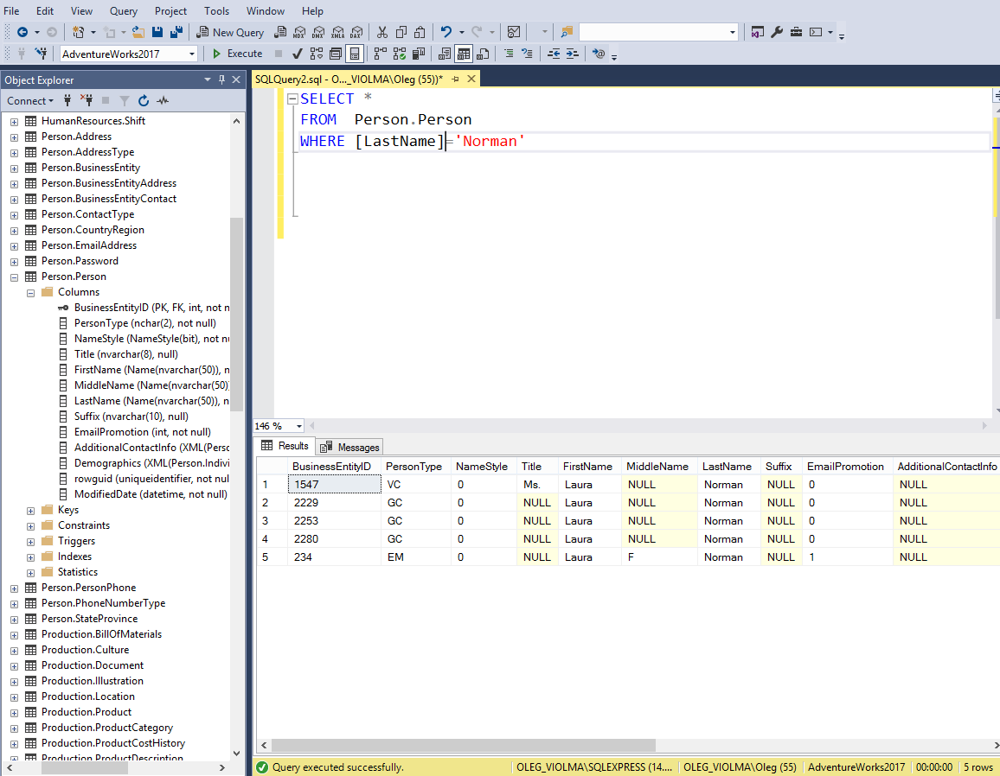 File Edit View Query Project Tools Window Help
New Query MDX DMX XMLA DAX
AdventureWorks2017 Execute
Object Explorer
Connect
HumanResources.Shift
Person.Address
Person.AddressType
Person.BusinessEntity
Person.BusinessEntityAddress
Person.BusinessEntityContact
Person.ContactType
Person.CountryRegion
Person.EmailAddress
Person.Password
Person.Person
Columns
BusinessEntityID (PK, FK, int, not n
PersonType (nchar(2), not null)
NameStyle (NameStyle(bit), not nu
Title (nvarchar(8), null)
FirstName (Name(nvarchar(50)), n
MiddleName (Name(nvarchar(50)
LastName (Name(nvarchar(50)), n
Suffix (nvarchar(10), null)
EmailPromotion (int, not null)
AdditionalContactInfo (XML(Perso
Demographics (XML(Person.Indivi
rowguid (uniqueidentifier, not nul
ModifiedDate (datetime, not null)
Keys
Constraints
Triggers
Indexes
Statistics
Person.PersonPhone
Person.PhoneNumberType
Person.StateProvince
Production.BillOfMaterials
Production.Culture
Production.Document
Production.Illustration
Production.Location
Production.Product
Production.ProductCategory
Production.ProductCostHistory
Production.ProductDescription
SQLQuery2.sql - O..._VIOLMA\Oleg (55))*
SELECT *
FROM Person.Person
WHERE [LastName]='Norman'
146 %
Results Messages
BusinessEntityID PersonType NameStyle Title FirstName MiddleName LastName Suffix EmailPromotion AdditionalContactInfo
1 1547 VC 0 Ms. Laura NULL Norman NULL 0 NULL
2 2229 GC 0 NULL Laura NULL Norman NULL 0 NULL
3 2253 GC 0 NULL Laura NULL Norman NULL 0 NULL
4 2280 GC 0 NULL Laura NULL Norman NULL 0 NULL
5 234 EM 0 NULL Laura F Norman NULL 1 NULL
Query executed successfully. OLEG_VIOLMA\SQLEXPRESS (14.... OLEG_VIOLMA\Oleg (55) AdventureWorks2017 00:00:00 5 rows